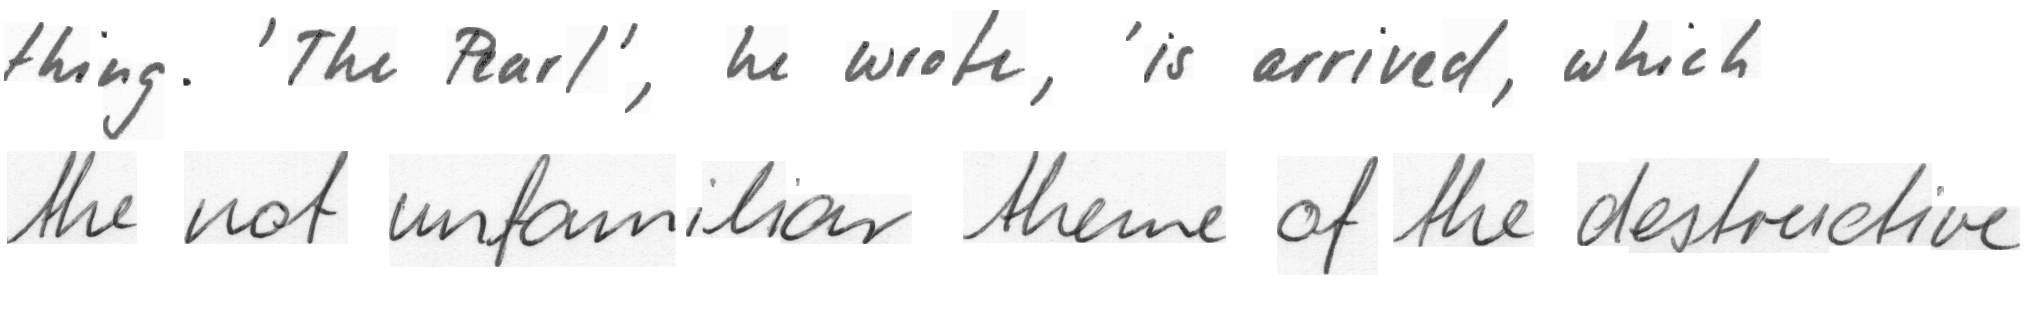 thing. 'The Pearl', he wrote, 'is arrived, which
the not unfamiliar theme of the destructive